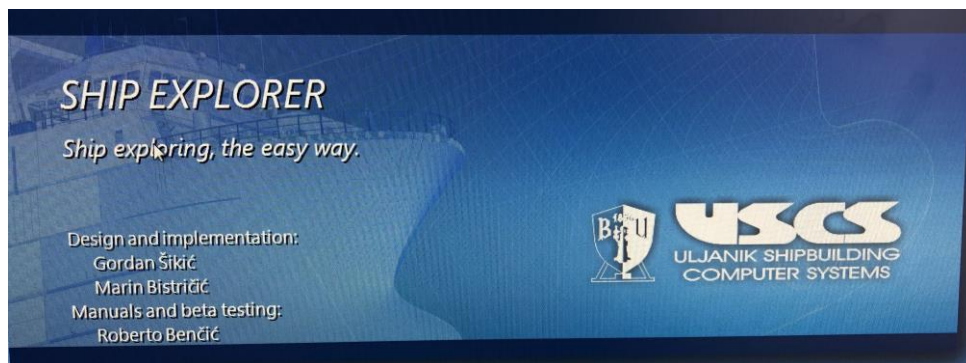 SHIP EXPLORER
Ship exploring, the easy way.
Design and implementation:
Gordan Šikić
Marin Bistričić
Manuals and beta testing:
Roberto Benčić
USCS
ULJANIK SHIPBUILDING
COMPUTER SYSTEMS
B U